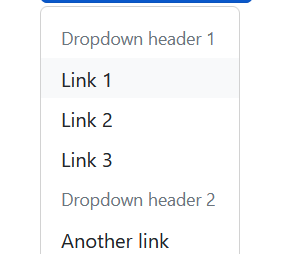 Dropdown header 1
Link 1
Link 2
Link 3
Dropdown header 2
Another link